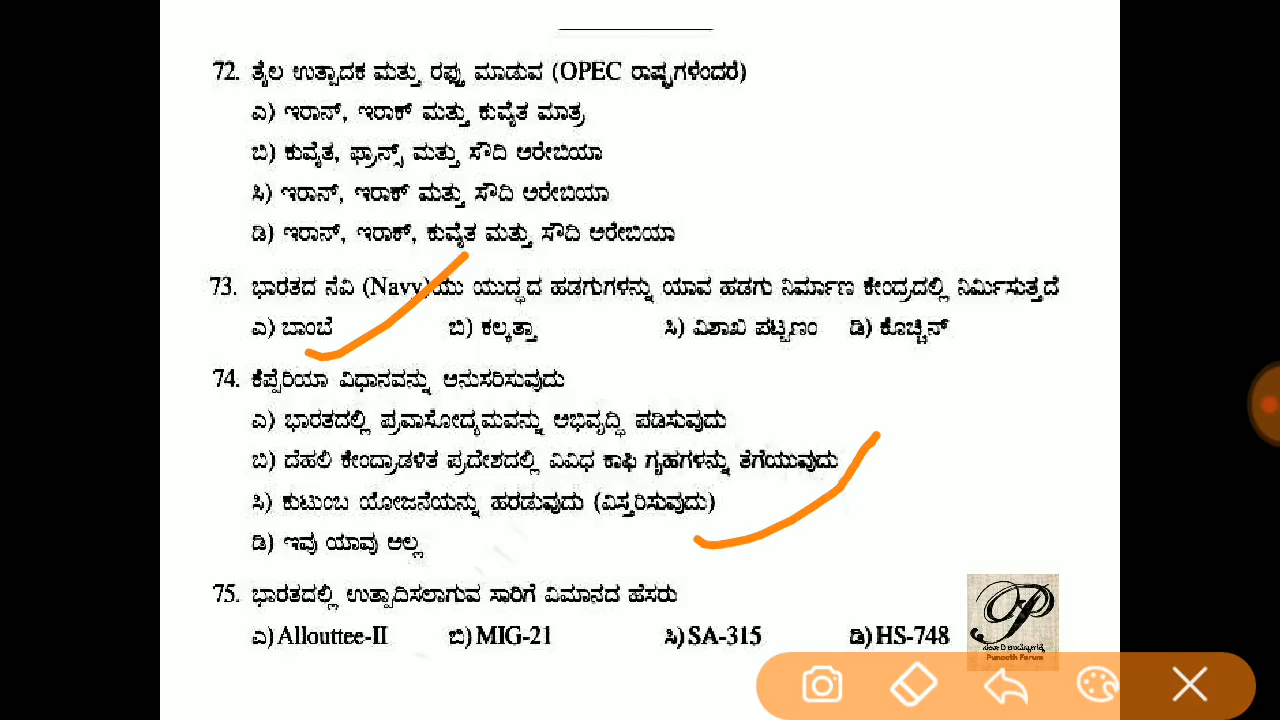 72. ತೈಲ ಉತ್ಪಾದಕ ಮತ್ತು ರಫ್ತು ಮಾಡುವ (OPEC ರಾಷ್ಟ್ರಗಳೆಂದರೆ)
ಎ) ಇರಾನ್, ಇರಾಕ್ ಮತ್ತು ಕುವೈತ ಮಾತ್ರ
ಬಿ) ಕುವೈತ, ಫ್ರಾನ್ಸ್ ಮತ್ತು ಸೌದಿ ಅರೇಬಿಯಾ
ಸಿ) ಇರಾನ್, ಇರಾಕ್ ಮತ್ತು ಸೌದಿ ಅರೇಬಿಯಾ
ಡಿ) ಇರಾನ್, ಇರಾಕ್, ಕುವೈತ ಮತ್ತು ಸೌದಿ ಅರೇಬಿಯಾ
73. ಭಾರತದ ನೆವಿ (Navy)ಯು ಯುದ್ಧದ ಹಡಗುಗಳನ್ನು ಯಾವ ಹಡಗು ನಿರ್ಮಾಣ ಕೇಂದ್ರದಲ್ಲಿ ನಿರ್ಮಿಸುತ್ತದೆ
ಎ) ಬಾಂಬೆ ಬಿ) ಕಲ್ಕತ್ತಾ ಸಿ) ವಿಶಾಖ ಪಟ್ಟಣಂ ಡಿ) ಕೊಚ್ಚಿನ್
74. ಕೆಪ್ಪೆರಿಯಾ ವಿಧಾನವನ್ನು ಅನುಸರಿಸುವುದು
ಎ) ಭಾರತದಲ್ಲಿ ಪ್ರವಾಸೋದ್ಯಮವನ್ನು ಅಭಿವೃದ್ಧಿ ಪಡಿಸುವುದು
ಬಿ) ದೆಹಲಿ ಕೇಂದ್ರಾಡಳಿತ ಪ್ರದೇಶದಲ್ಲಿ ವಿವಿಧ ಕಾಫಿ ಗೃಹಗಳನ್ನು ತೆಗೆಯುವುದು
ಸಿ) ಕುಟುಂಬ ಯೋಜನೆಯನ್ನು ಹರಡುವುದು (ವಿಸ್ತರಿಸುವುದು)
ಡಿ) ಇವು ಯಾವು ಅಲ್ಲ
75. ಭಾರತದಲ್ಲಿ ಉತ್ಪಾದಿಸಲಾಗುವ ಸಾರಿಗೆ ವಿಮಾನದ ಹೆಸರು
ಎ) Allouttee-II ಬಿ) MIG-21 ಸಿ) SA-315 ಡಿ) HS-748
P
Puneeth Forum